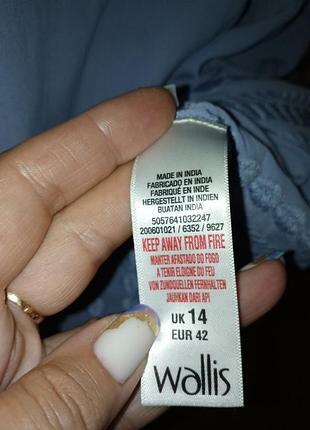 MADE IN INDIA
FABRICADO EN INDIA
FABRIQUÉ EN INDE
HERGESTELLT IN INDIEN
BUATAN INDIA
5057641032247
200601021 / 6352 / 9627
KEEP AWAY FROM FIRE
MANTER AFASTADO DO FOGO
A TENIR ELOIGNE DU FEU
VON ZUNDQUELLEN FERNHALTEN
JAUHKAN DARI API
UK 14
EUR 42
wallis